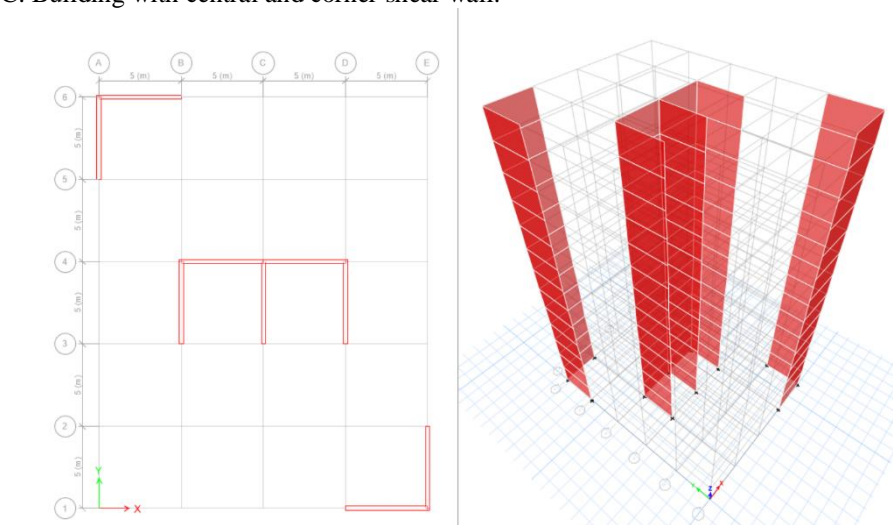 C. Building with central and corner shear wall.
A B C D E
5 (m) 5 (m) 5 (m) 5 (m)
6
5 (m)
5
5 (m)
4
5 (m)
3
5 (m)
2
5 (m)
1
Y
X
Z
Y
X